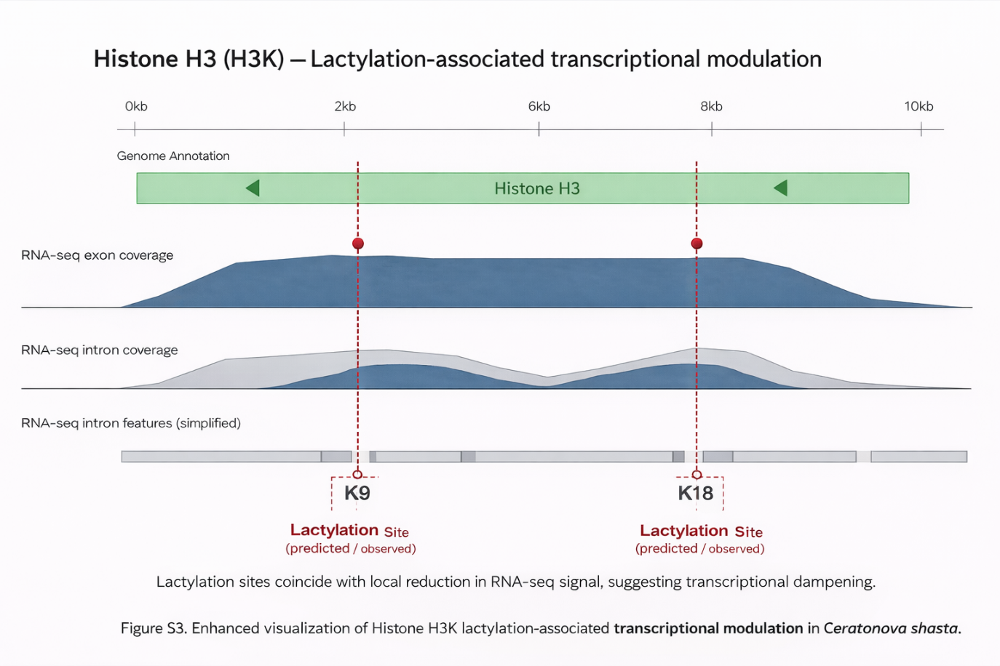 Histone H3 (H3K) — Lactylation-associated transcriptional modulation
0kb 2kb 6kb 8kb 10kb
Genome Annotation
Histone H3
RNA-seq exon coverage
RNA-seq intron coverage
RNA-seq intron features (simplified)
K9 K18
Lactylation Site Lactylation Site
(predicted / observed) (predicted / observed)
Lactylation sites coincide with local reduction in RNA-seq signal, suggesting transcriptional dampening.
Figure S3. Enhanced visualization of Histone H3K lactylation-associated transcriptional modulation in Ceratonova shasta.